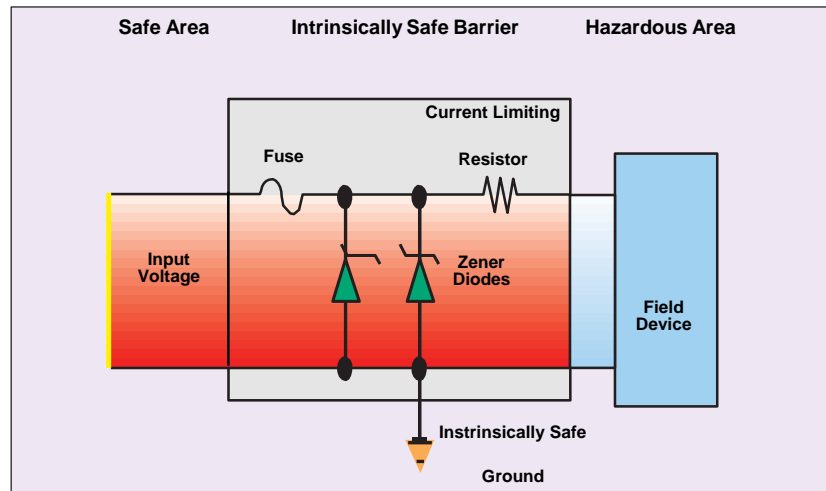 Safe Area
Intrinsically Safe Barrier
Hazardous Area
Current Limiting
Fuse
Resistor
Input
Voltage
Zener
Diodes
Field
Device
Instrinsically Safe
Ground